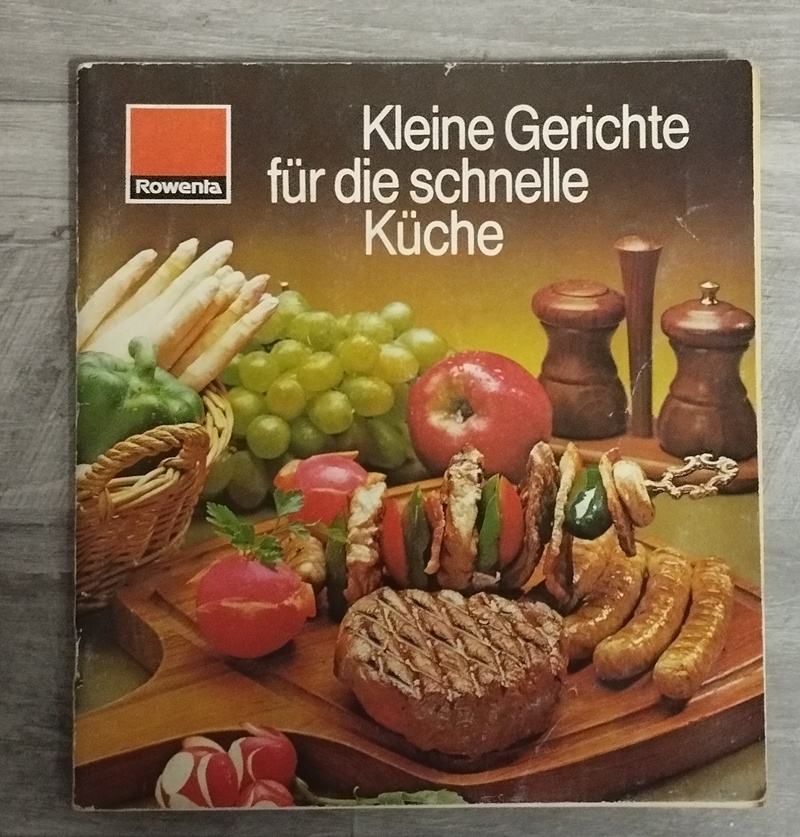 Rowenta
Kleine Gerichte
für die schnelle
Küche